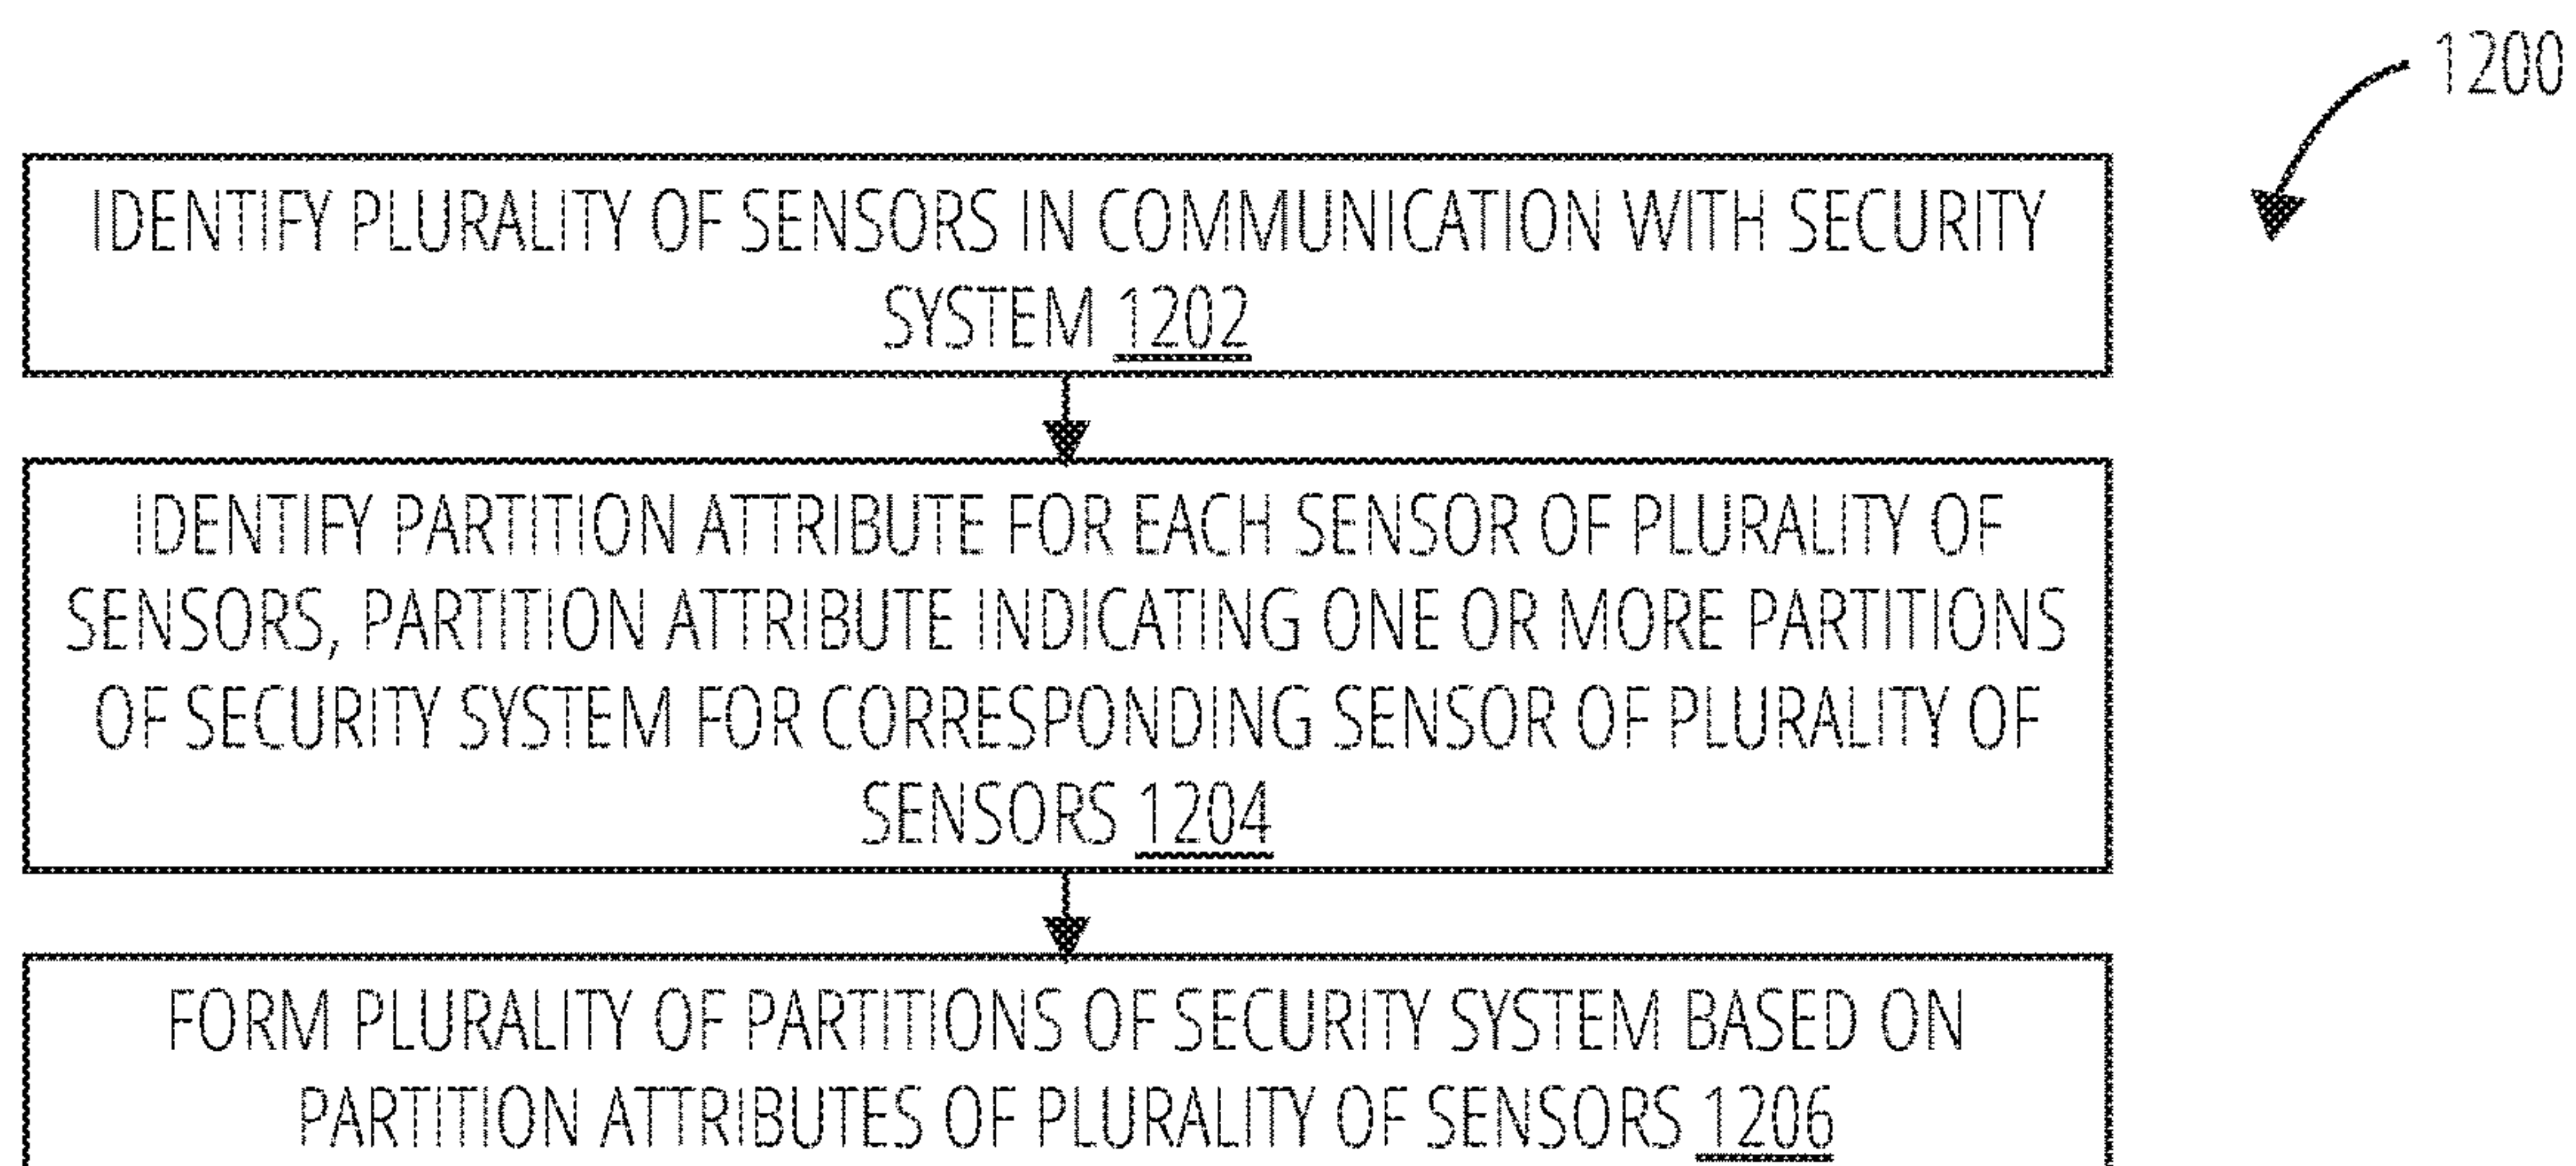 1200
IDENTIFY PLURALITY OF SENSORS IN COMMUNICATION WITH SECURITY
SYSTEM 1202
IDENTIFY PARTITION ATTRIBUTE FOR EACH SENSOR OF PLURALITY OF
SENSORS, PARTITION ATTRIBUTE INDICATING ONE OR MORE PARTITIONS
OF SECURITY SYSTEM FOR CORRESPONDING SENSOR OF PLURALITY OF
SENSORS 1204
FORM PLURALITY OF PARTITIONS OF SECURITY SYSTEM BASED ON
PARTITION ATTRIBUTES OF PLURALITY OF SENSORS 1206